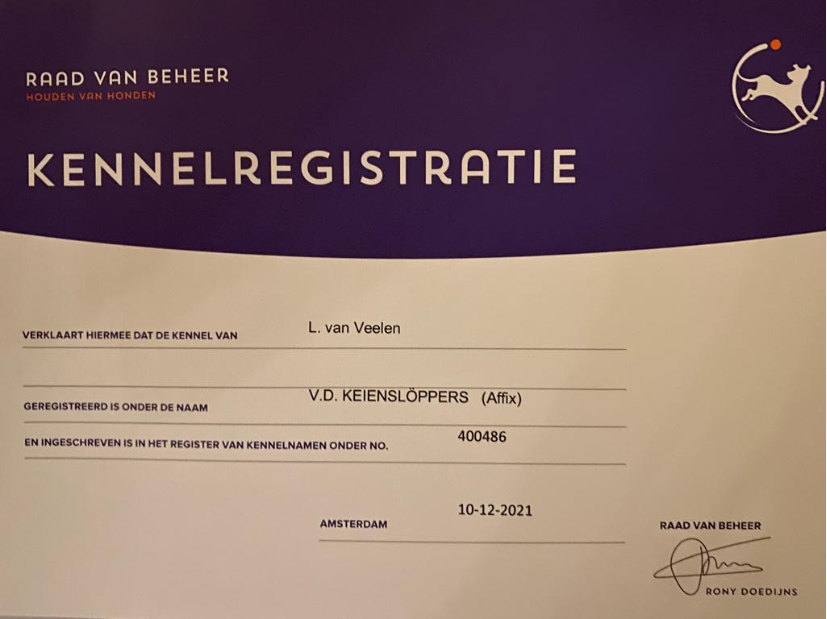 RAAD VAN BEHEER
HOUDEN VAN HONDEN
KENNELREGISTRATIE
VERKLAART HIERMEE DAT DE KENNEL VAN L. van Veelen
GEREGISTREERD IS ONDER DE NAAM V.D. KEIENSLÖPPERS (Affix)
EN INGESCHREVEN IS IN HET REGISTER VAN KENNELNAMEN ONDER NO. 400486
AMSTERDAM 10-12-2021
RAAD VAN BEHEER
RONY DOEDIJNS